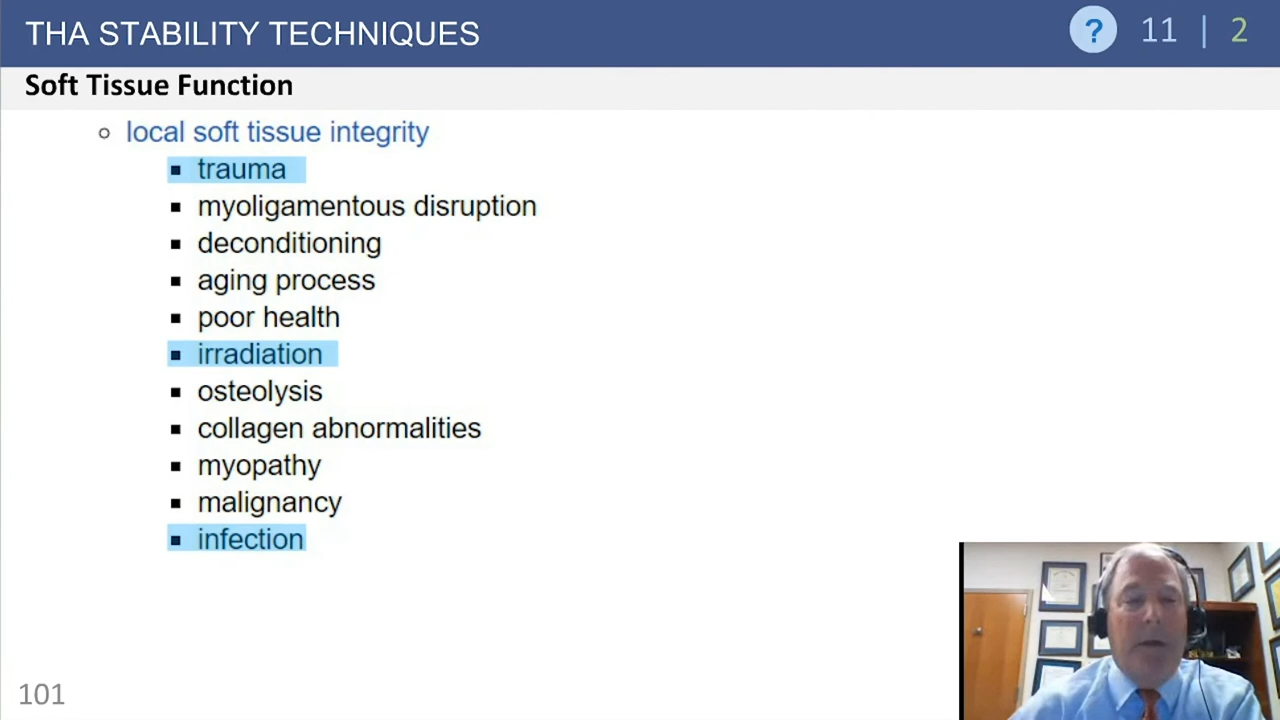 THA STABILITY TECHNIQUES
? 11 | 2
Soft Tissue Function
local soft tissue integrity
trauma
myoligamentous disruption
deconditioning
aging process
poor health
irradiation
osteolysis
collagen abnormalities
myopathy
malignancy
infection
101